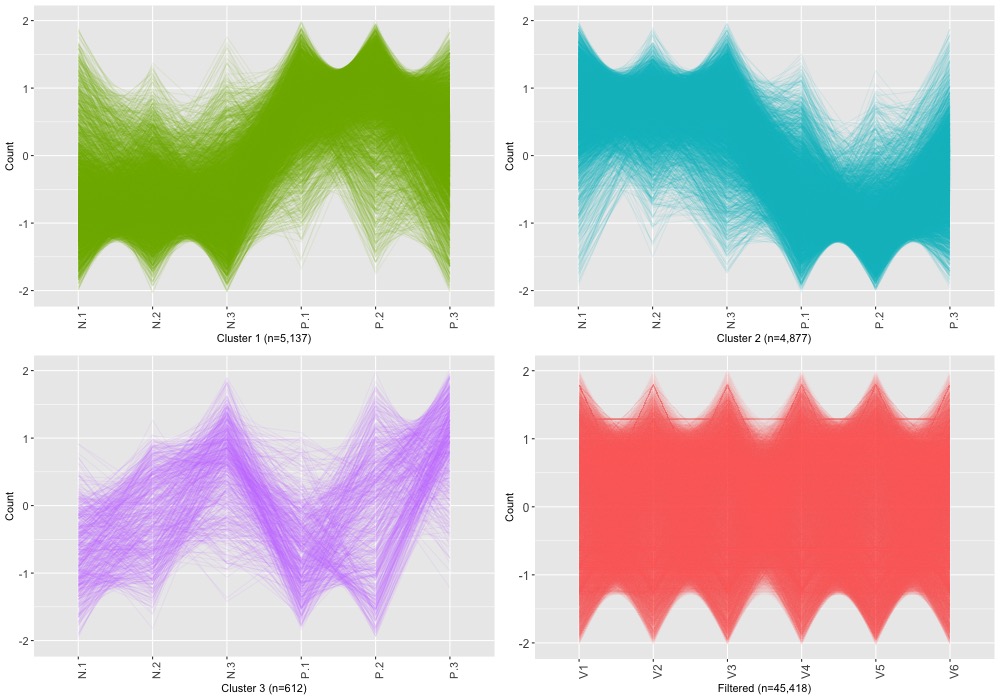 Count
2
1
0
-1
-2
N.1
N.2
N.3
P.1
P.2
P.3
Cluster 1 (n=5,137)
Count
2
1
0
-1
-2
N.1
N.2
N.3
P.1
P.2
P.3
Cluster 2 (n=4,877)
Count
2
1
0
-1
-2
N.1
N.2
N.3
P.1
P.2
P.3
Cluster 3 (n=612)
Count
2
1
0
-1
-2
V1
V2
V3
V4
V5
V6
Filtered (n=45,418)